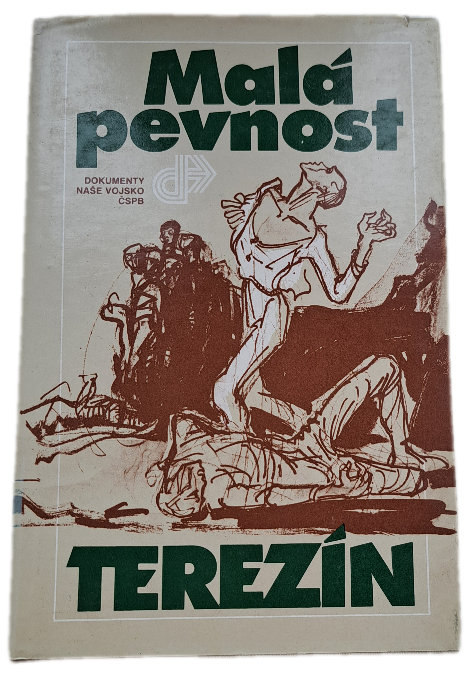 Malá
pevnost
DOKUMENTY
NAŠE VOJSKO
ČSPB
TEREZÍN